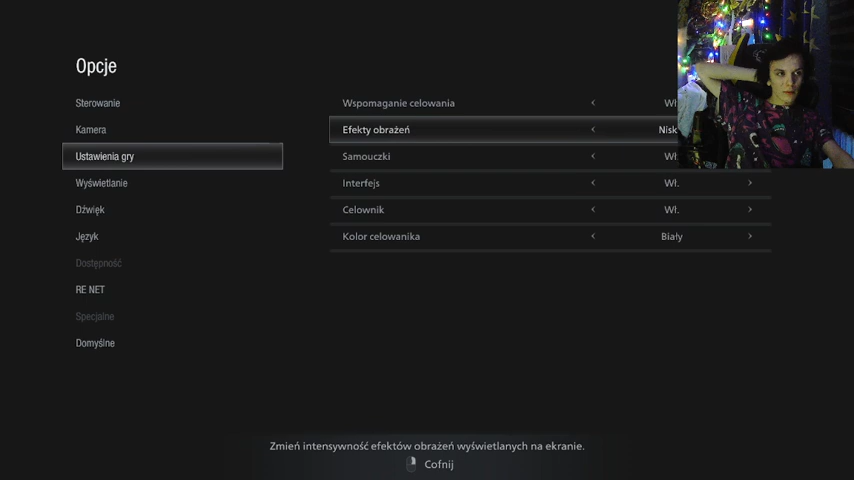 Opcje
Sterowanie
Kamera
Ustawienia gry
Wyświetlanie
Dźwięk
Język
Dostępność
RE NET
Specjalne
Domyślne
Wspomaganie celowania
Efekty obrażeń
Samouczki
Interfejs Wł.
Celownik Wł.
Kolor celowanika Biały
Zmień intensywność efektów obrażeń wyświetlanych na ekranie.
Cofnij